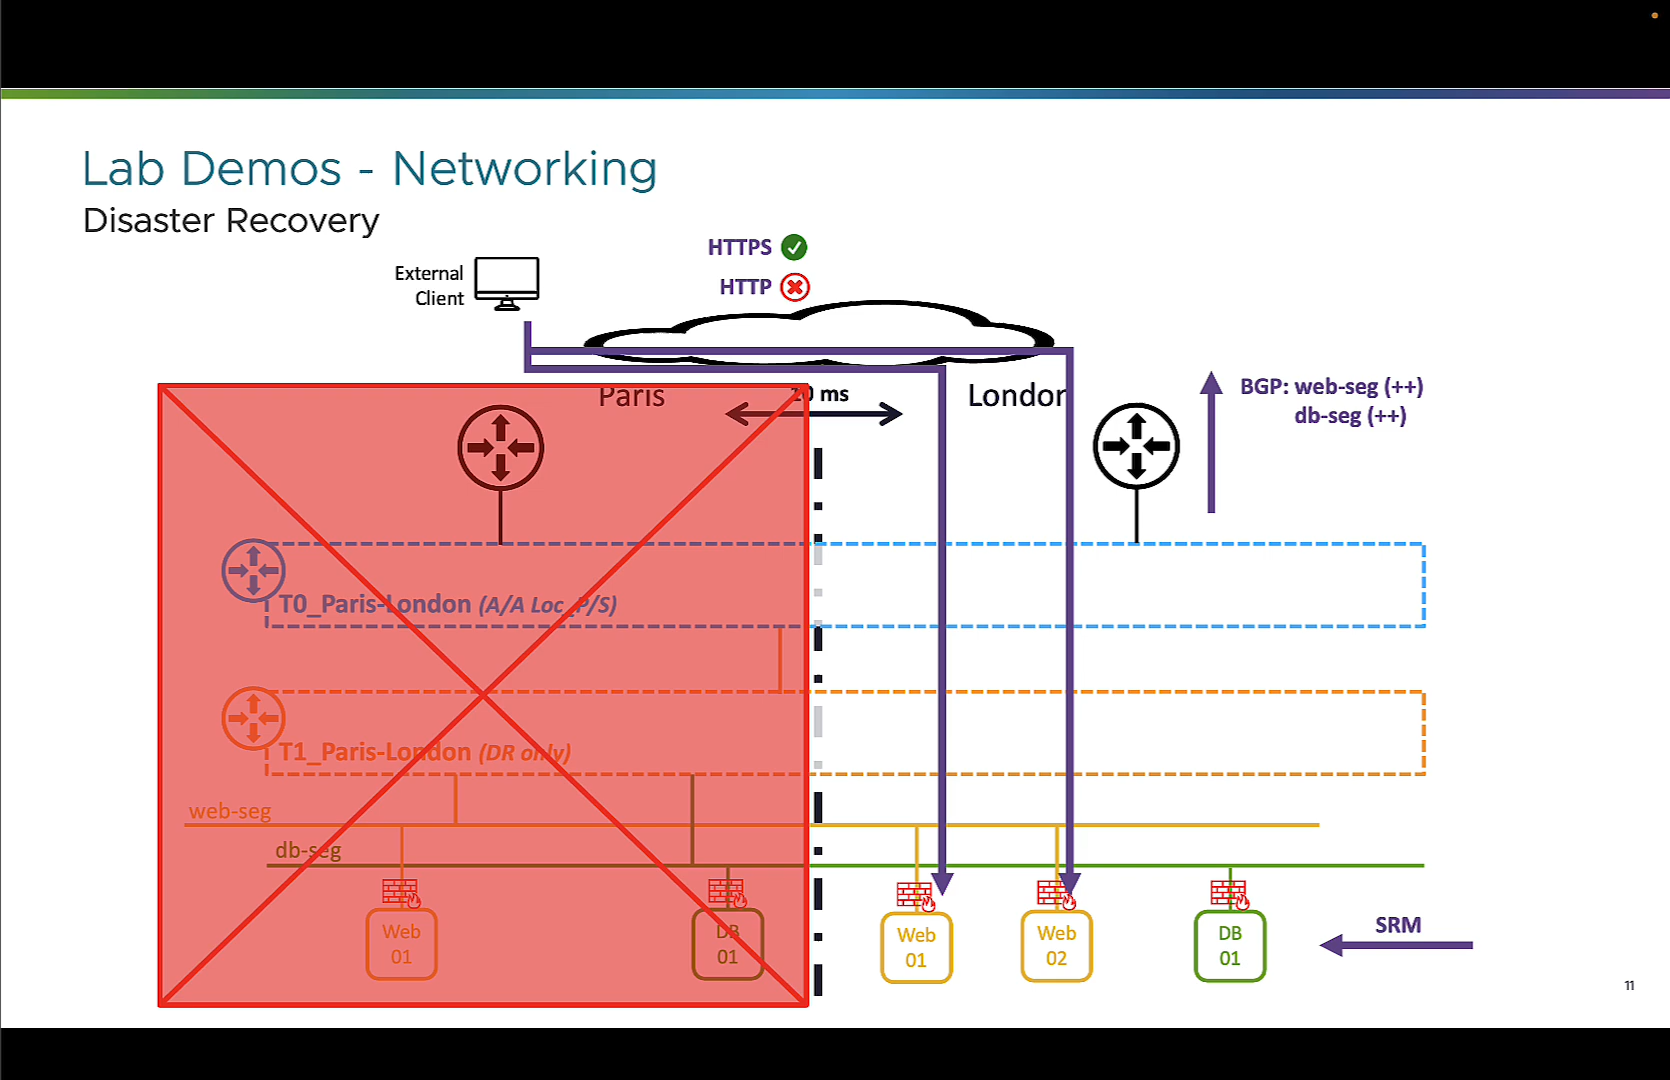 Lab Demos - Networking
Disaster Recovery
HTTPS
HTTP
External
Client
Paris
10 ms
London
BGP: web-seg (++)
db-seg (++)
T0_Paris-London (A/A Loc_P/S)
T1_Paris-London (DR only)
web-seg
db-seg
Web
01
DB
01
Web
01
Web
02
DB
01
SRM
11